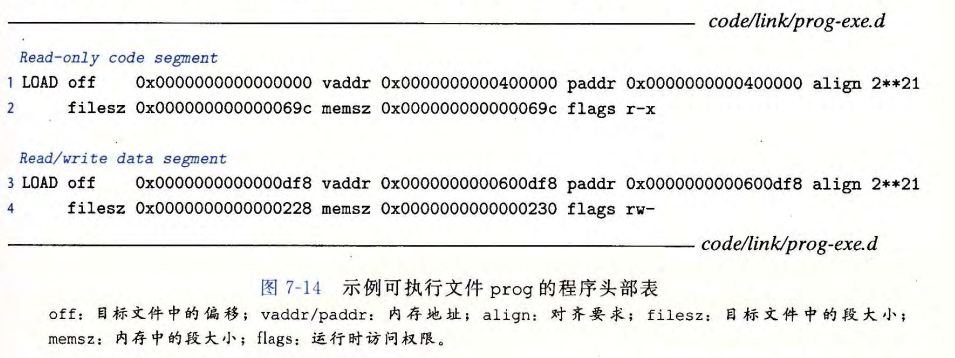 code/link/prog-exe.d
Read-only code segment
1 LOAD off 0x0000000000000000 vaddr 0x0000000000400000 paddr 0x0000000000400000 align 2**21
2 filesz 0x000000000000069c memsz 0x000000000000069c flags r-x
Read/write data segment
3 LOAD off 0x0000000000000df8 vaddr 0x0000000000600df8 paddr 0x0000000000600df8 align 2**21
4 filesz 0x0000000000000228 memsz 0x0000000000000230 flags rw-
code/link/prog-exe.d
图 7-14 示例可执行文件 prog 的程序头部表
off: 目标文件中的偏移; vaddr/paddr: 内存地址; align: 对齐要求; filesz: 目标文件中的段大小;
memsz: 内存中的段大小; flags: 运行时访问权限。